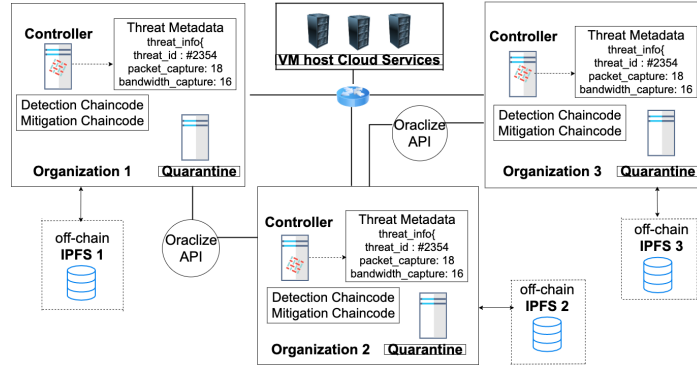 Controller
Threat Metadata
threat_info{
threat_id : #2354
packet_capture: 18
bandwidth_capture: 16
Detection Chaincode
Mitigation Chaincode
Organization 1
Quarantine
VM host Cloud Services
Oraclize
API
Controller
Threat Metadata
threat_info{
threat_id : #2354
packet_capture: 18
bandwidth_capture: 16
Detection Chaincode
Mitigation Chaincode
Organization 3
Quarantine
off-chain
IPFS 1
Oraclize
API
Controller
Threat Metadata
threat_info{
threat_id : #2354
packet_capture: 18
bandwidth_capture: 16
Detection Chaincode
Mitigation Chaincode
Organization 2
Quarantine
off-chain
IPFS 2
off-chain
IPFS 3